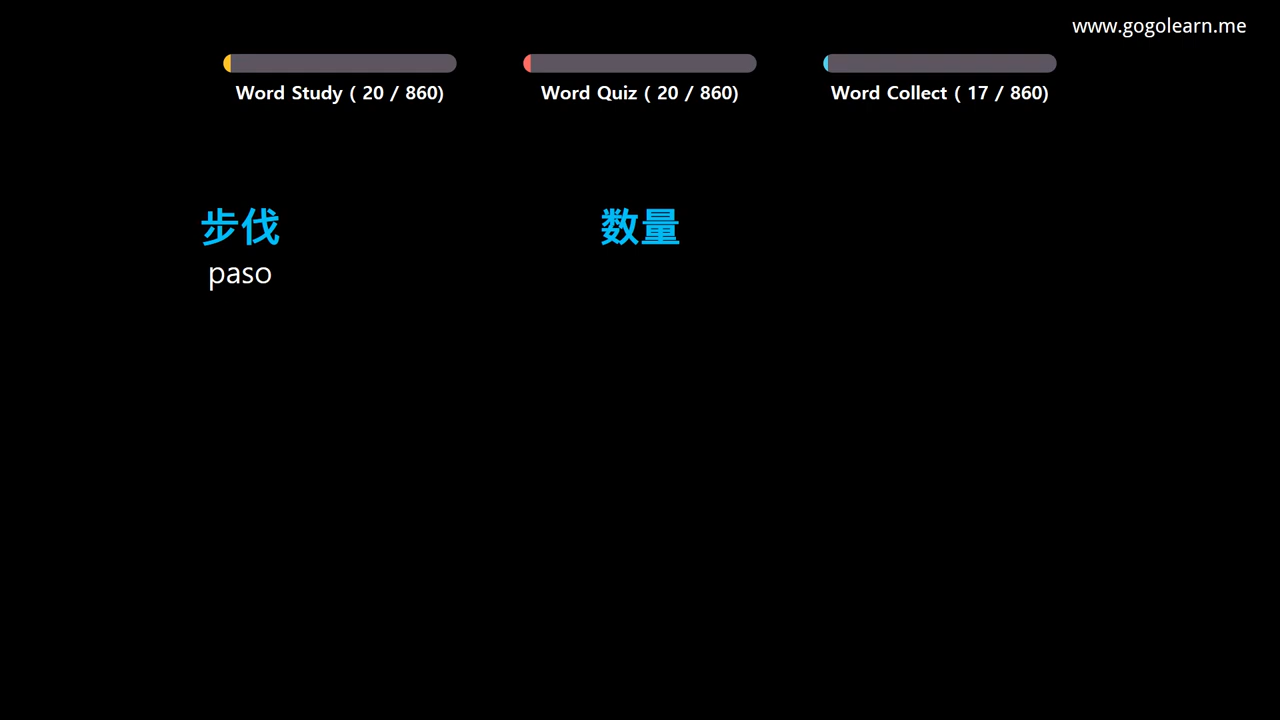 www.gogolearn.me
Word Study ( 20 / 860)
Word Quiz ( 20 / 860)
Word Collect ( 17 / 860)
步伐
paso
数量